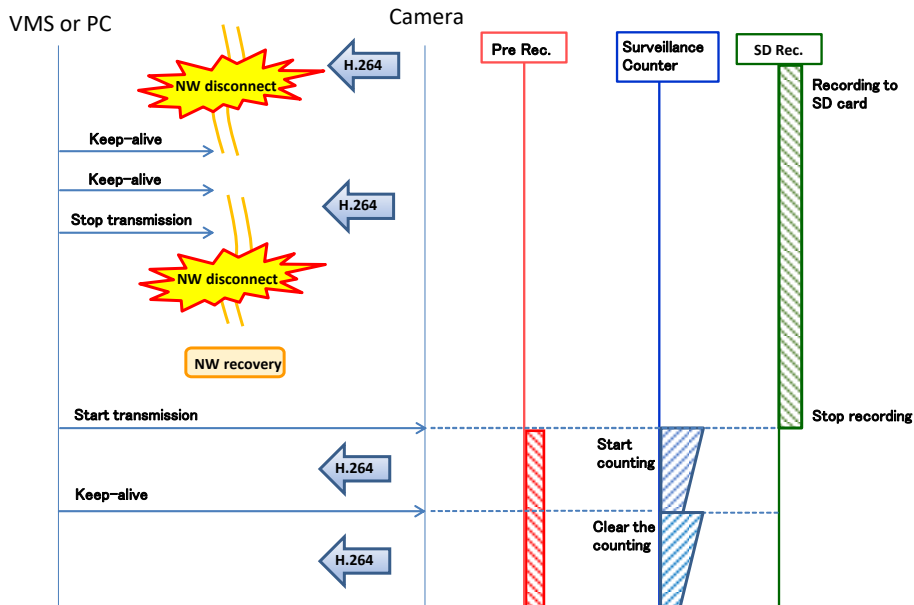 VMS or PC
Camera
Pre Rec.
Surveillance
Counter
SD Rec.
H.264
NW disconnect
Recording to
SD card
Keep-alive
Keep-alive
H.264
Stop transmission
NW disconnect
NW recovery
Start transmission
Stop recording
Start
counting
H.264
Keep-alive
Clear the
counting
H.264